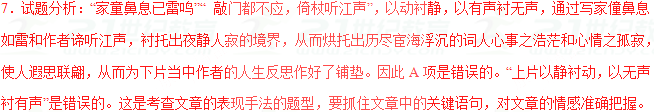 7．试题分析：“家童鼻息已雷鸣”“ 敲门都不应，倚杖听江声”，以动衬静，以有声衬无声，通过写家僮鼻息
如雷和作者谛听江声，衬托出夜静人寂的境界，从而烘托出历尽宦海浮沉的词人心事之浩茫和心情之孤寂，
使人遐思联翩，从而为下片当中作者的人生反思作好了铺垫。因此 A 项是错误的。“上片以静衬动，以无声
衬有声”是错误的。这是考查文章的表现手法的题型，要抓住文章中的关键语句，对文章的情感准确把握。